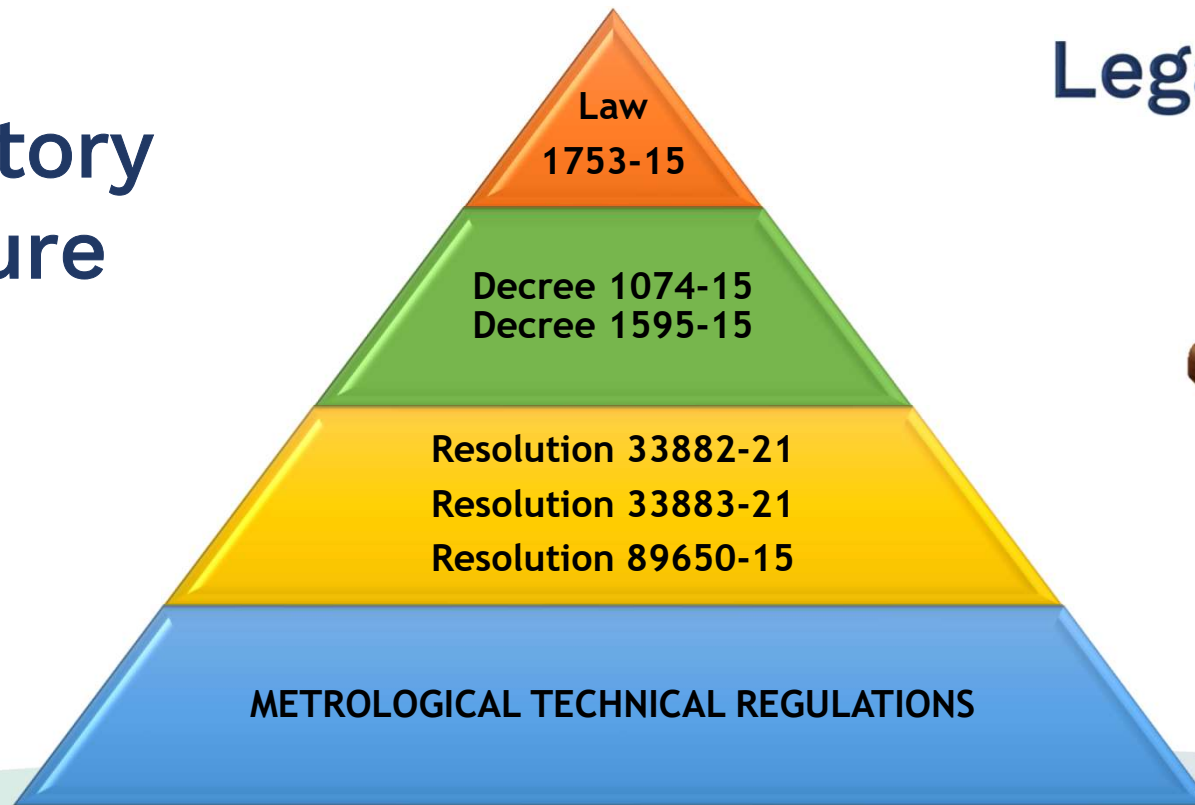 tory
ure
Lega
Law
1753-15
Decree 1074-15
Decree 1595-15
Resolution 33882-21
Resolution 33883-21
Resolution 89650-15
METROLOGICAL TECHNICAL REGULATIONS